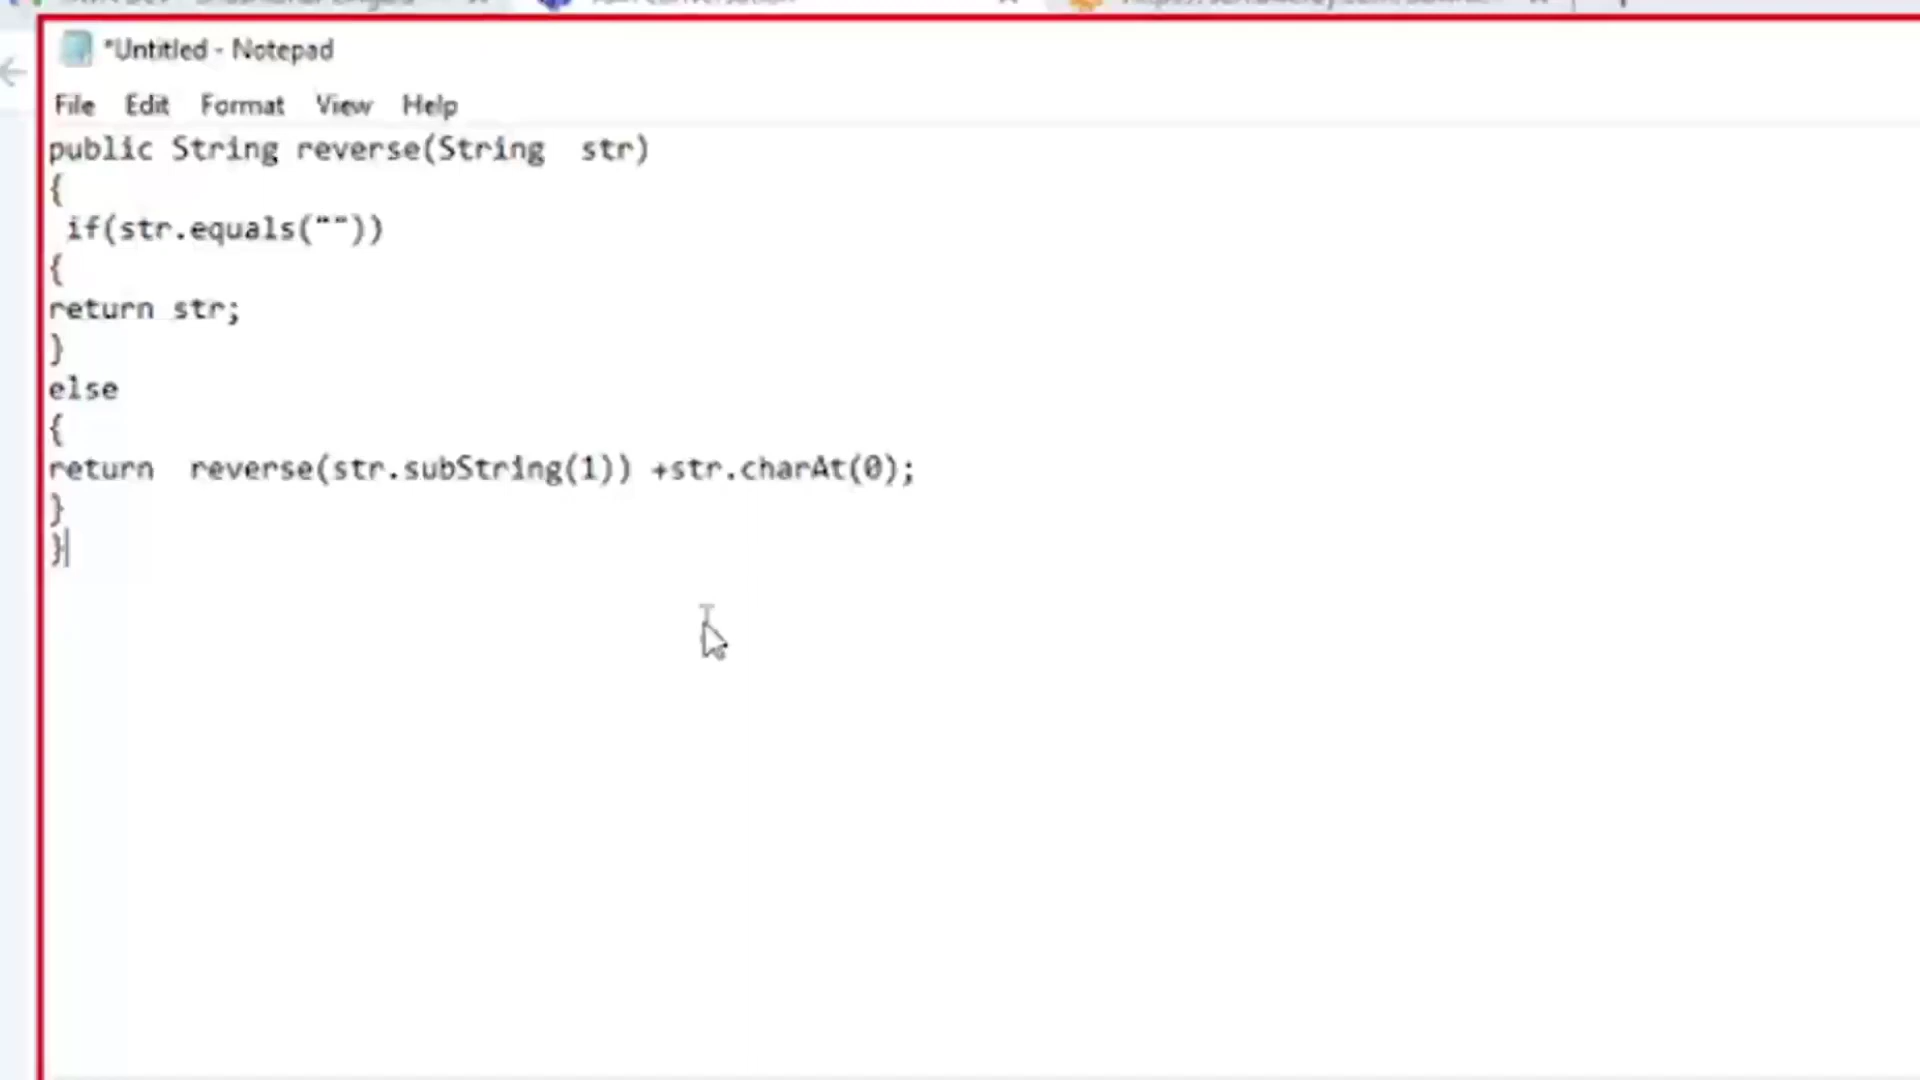 *Untitled - Notepad
File Edit Format View Help
public String reverse(String  str)
{
 if(str.equals(""))
{
return str;
}
else
{
return  reverse(str.subString(1)) +str.charAt(0);
}
}